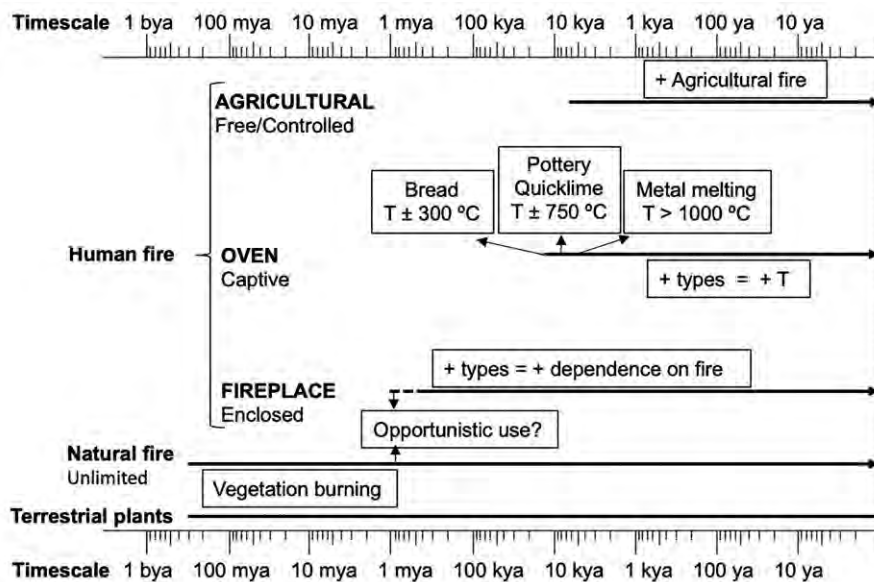 Timescale 1 bya 100 mya 10 mya 1 mya 100 kya 10 kya 1 kya 100 ya 10 ya
+ Agricultural fire
AGRICULTURAL
Free/Controlled
Bread
T ± 300 ºC
Pottery
Quicklime
T ± 750 ºC
Metal melting
T > 1000 ºC
Human fire
OVEN
Captive
+ types = + T
+ types = + dependence on fire
FIREPLACE
Enclosed
Opportunistic use?
Natural fire
Unlimited
Vegetation burning
Terrestrial plants
Timescale 1 bya 100 mya 10 mya 1 mya 100 kya 10 kya 1 kya 100 ya 10 ya